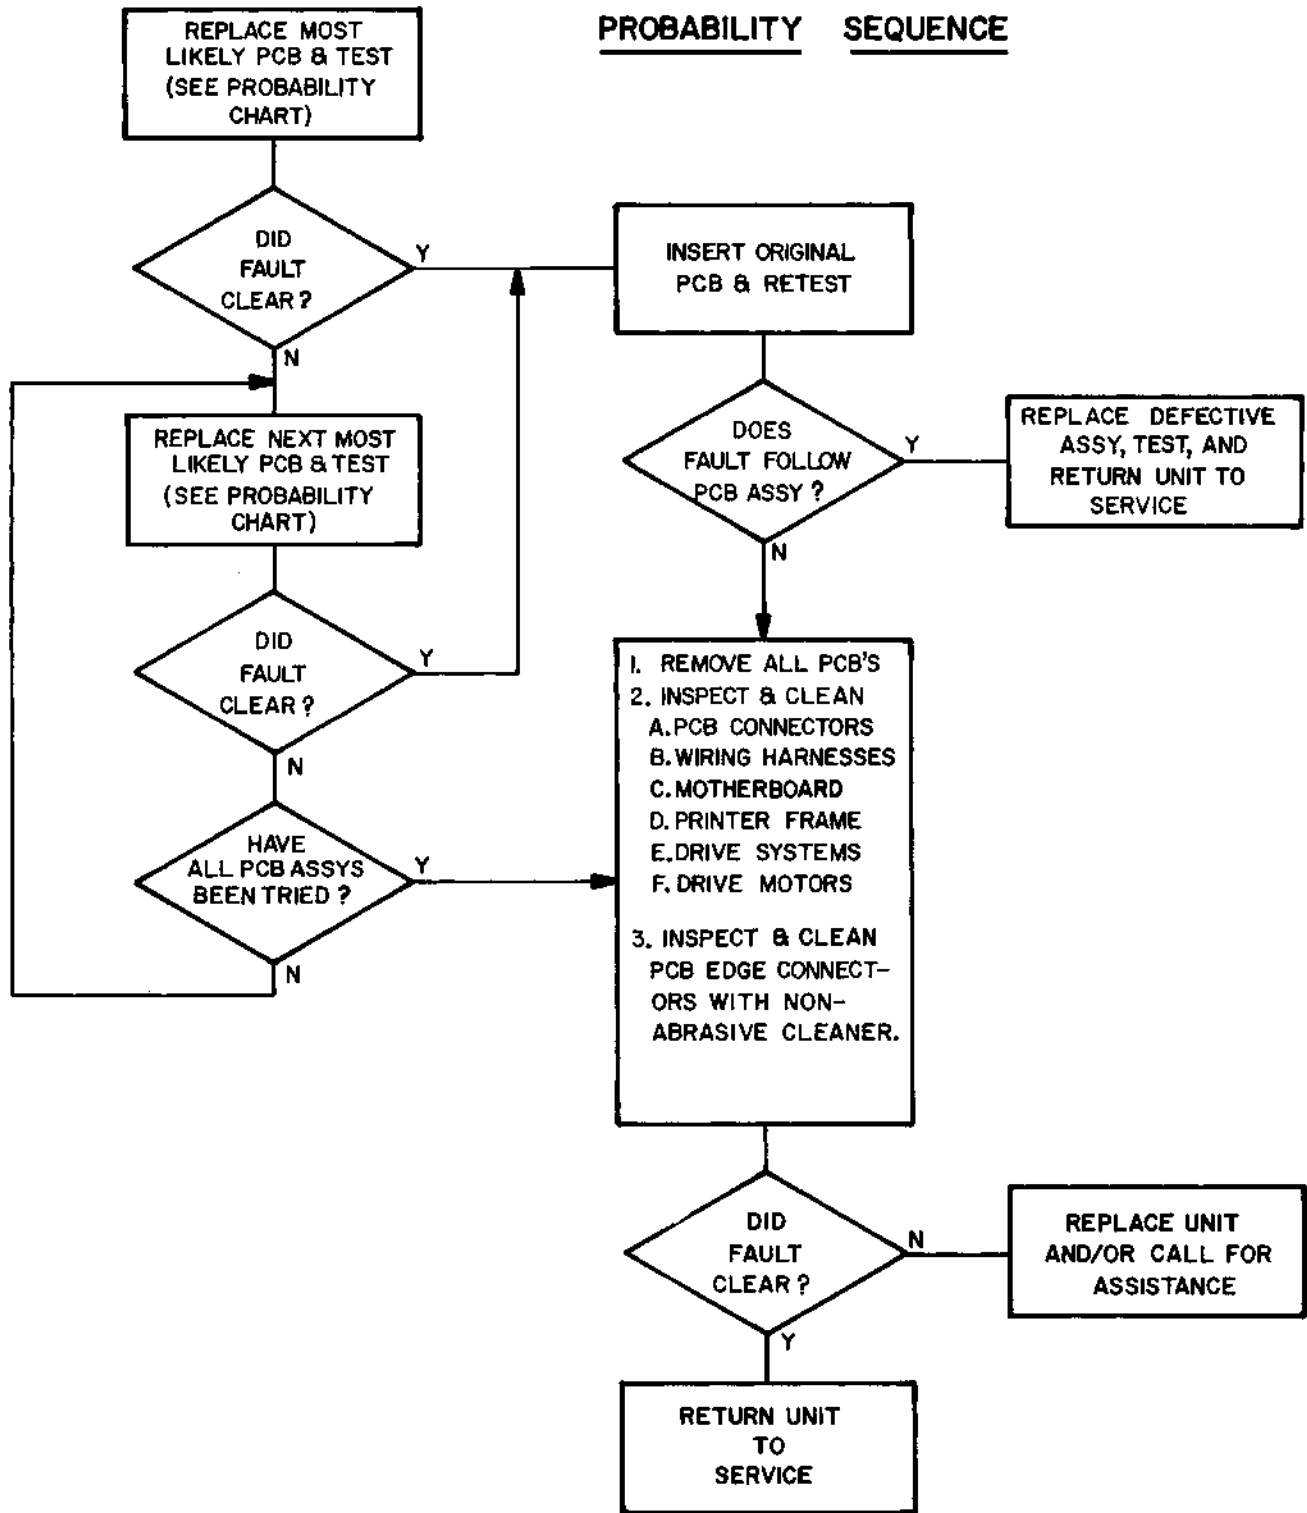 PROBABILITY SEQUENCE
REPLACE MOST
LIKELY PCB & TEST
(SEE PROBABILITY
CHART)
DID
FAULT
CLEAR?
Y
N
REPLACE NEXT MOST
LIKELY PCB & TEST
(SEE PROBABILITY
CHART)
DID
FAULT
CLEAR?
Y
N
HAVE
ALL PCB ASSYS
BEEN TRIED?
Y
N
INSERT ORIGINAL
PCB & RETEST
DOES
FAULT FOLLOW
PCB ASSY?
Y
N
REPLACE DEFECTIVE
ASSY, TEST, AND
RETURN UNIT TO
SERVICE
1. REMOVE ALL PCB'S
2. INSPECT & CLEAN
A. PCB CONNECTORS
B. WIRING HARNESSES
C. MOTHERBOARD
D. PRINTER FRAME
E. DRIVE SYSTEMS
F. DRIVE MOTORS
3. INSPECT & CLEAN
PCB EDGE CONNECT-
ORS WITH NON-
ABRASIVE CLEANER.
DID
FAULT
CLEAR?
N
Y
REPLACE UNIT
AND/OR CALL FOR
ASSISTANCE
RETURN UNIT
TO
SERVICE